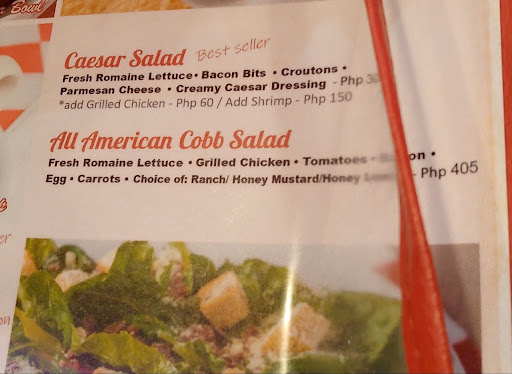 Bowl
Caesar Salad Best seller
Fresh Romaine Lettuce • Bacon Bits • Croutons •
Parmesan Cheese • Creamy Caesar Dressing - Php
*add Grilled Chicken - Php 60 / Add Shrimp - Php 150
All American Cobb Salad
Fresh Romaine Lettuce • Grilled Chicken • Tomatoes •
Egg • Carrots • Choice of: Ranch/ Honey Mustard/Honey - Php 405